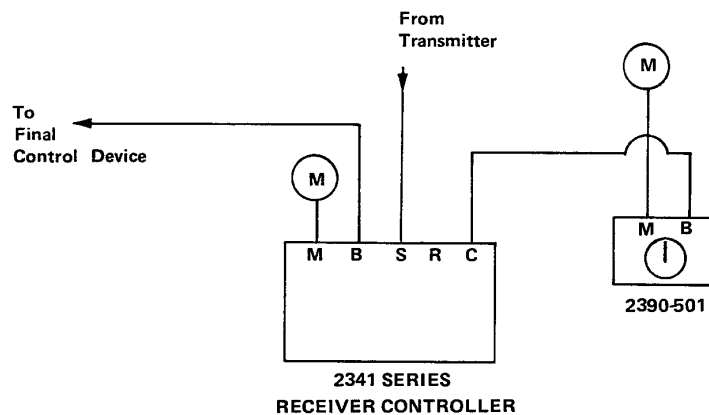 From
Transmitter
M
To
Final
Control Device
M
M B
M B S R C
2390-501
2341 SERIES
RECEIVER CONTROLLER